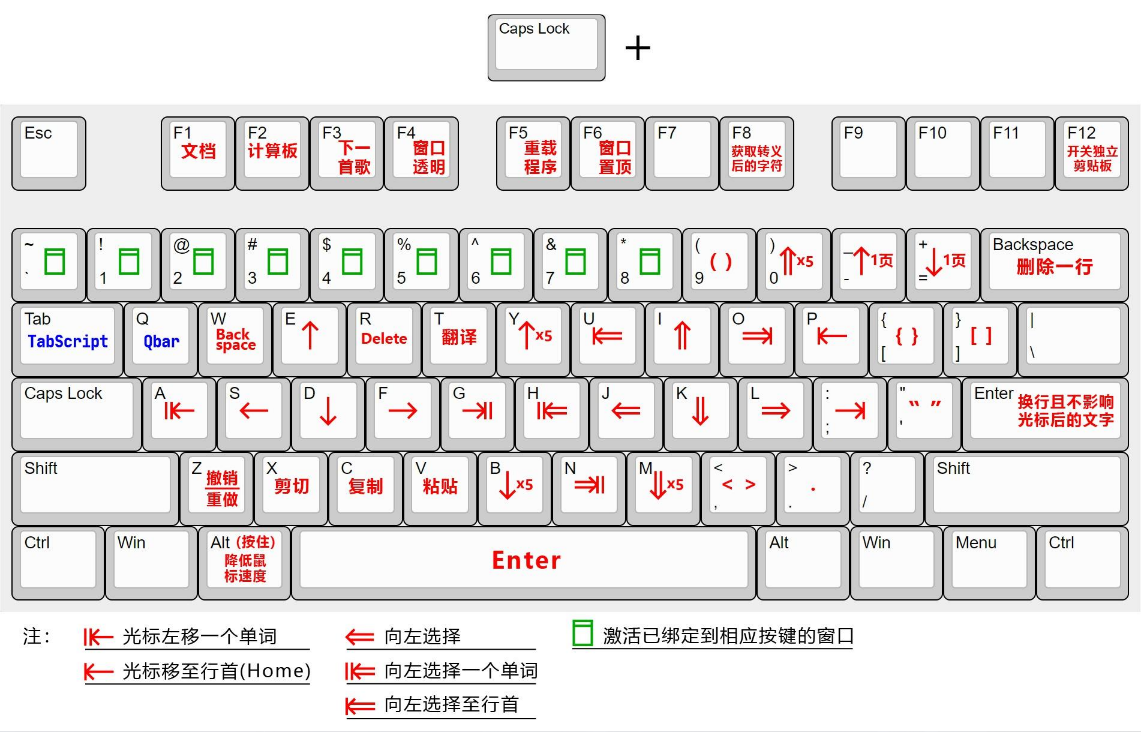 Caps Lock +
Esc
F1 文档
F2 计算板
F3 下一
首歌
F4 窗口
透明
F5 重载
程序
F6 窗口
置顶
F7
F8
获取转义
后的字符
F9
F10
F11
F12
开关独立
剪贴板
~
`
!
1
@
2
#
3
$
4
%
5
^
6
&
7
*
8
(
9
( )
)
0
⇑x5
_
-
↑1页
+
=
↓1页
Backspace
删除一行
Tab
TabScript
Q
Qbar
W
Back
space
E
↑
R
Delete
T
翻译
Y
↑x5
U
I
⇑
O
P
{
[
{ }
}
]
[ ]
|
\
Caps Lock
A
S
←
D
↓
F
→
G
H
J
⇐
K
⇓
L
⇒
:
;
"
'
“ ”
Enter
换行且不影响
光标后的文字
Shift
Z
撤销
重做
X
剪切
C
复制
V
粘贴
B
↓x5
N
M
⇓x5
<
,
< >
>
.
.
?
/
Shift
Ctrl
Win
Alt (按住)
降低鼠
标速度
Enter
Alt
Win
Menu
Ctrl
注: 光标左移一个单词 ⇐ 向左选择 激活已绑定到相应按键的窗口
光标移至行首(Home) 向左选择一个单词
向左选择至行首